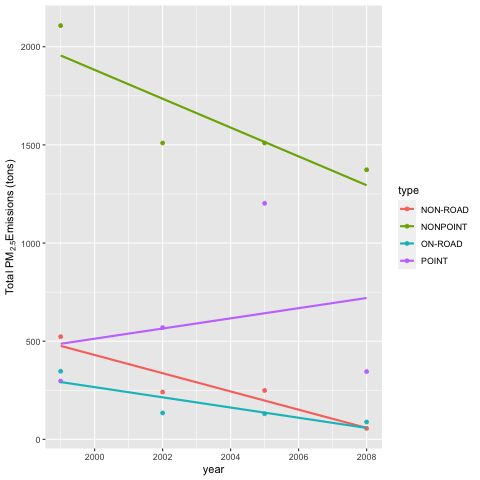 Total PM2.5Emissions (tons)
2000
1500
1000
500
0
2000
2002
2004
2006
2008
year
type
NON-ROAD
NONPOINT
ON-ROAD
POINT